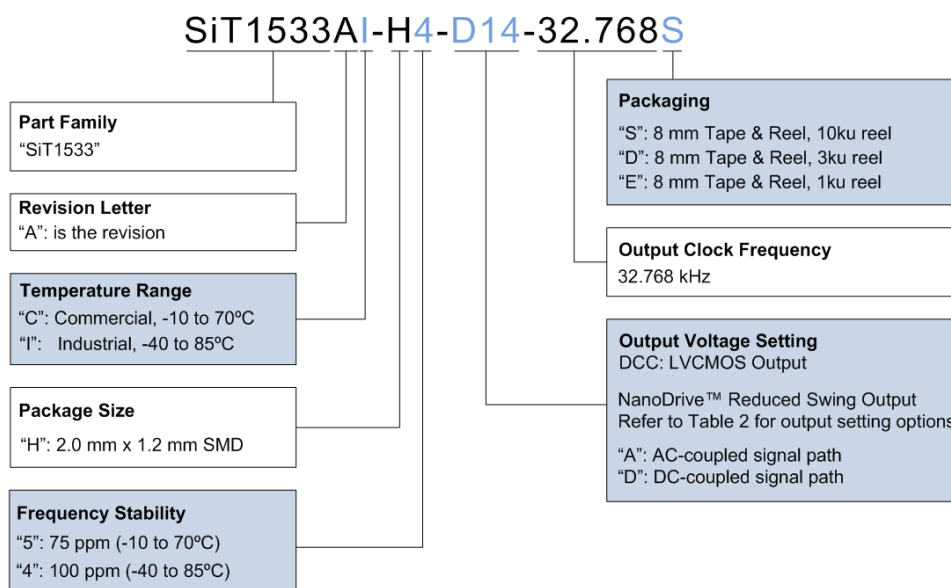 SiT1533AI-H4-D14-32.768S
Part Family
“SiT1533”
Revision Letter
“A”: is the revision
Temperature Range
“C”: Commercial, -10 to 70ºC
“I”: Industrial, -40 to 85ºC
Package Size
“H”: 2.0 mm x 1.2 mm SMD
Frequency Stability
“5”: 75 ppm (-10 to 70ºC)
“4”: 100 ppm (-40 to 85ºC)
Packaging
“S”: 8 mm Tape & Reel, 10ku reel
“D”: 8 mm Tape & Reel, 3ku reel
“E”: 8 mm Tape & Reel, 1ku reel
Output Clock Frequency
32.768 kHz
Output Voltage Setting
DCC: LVCMOS Output
NanoDrive™ Reduced Swing Output
Refer to Table 2 for output setting options
“A”: AC-coupled signal path
“D”: DC-coupled signal path